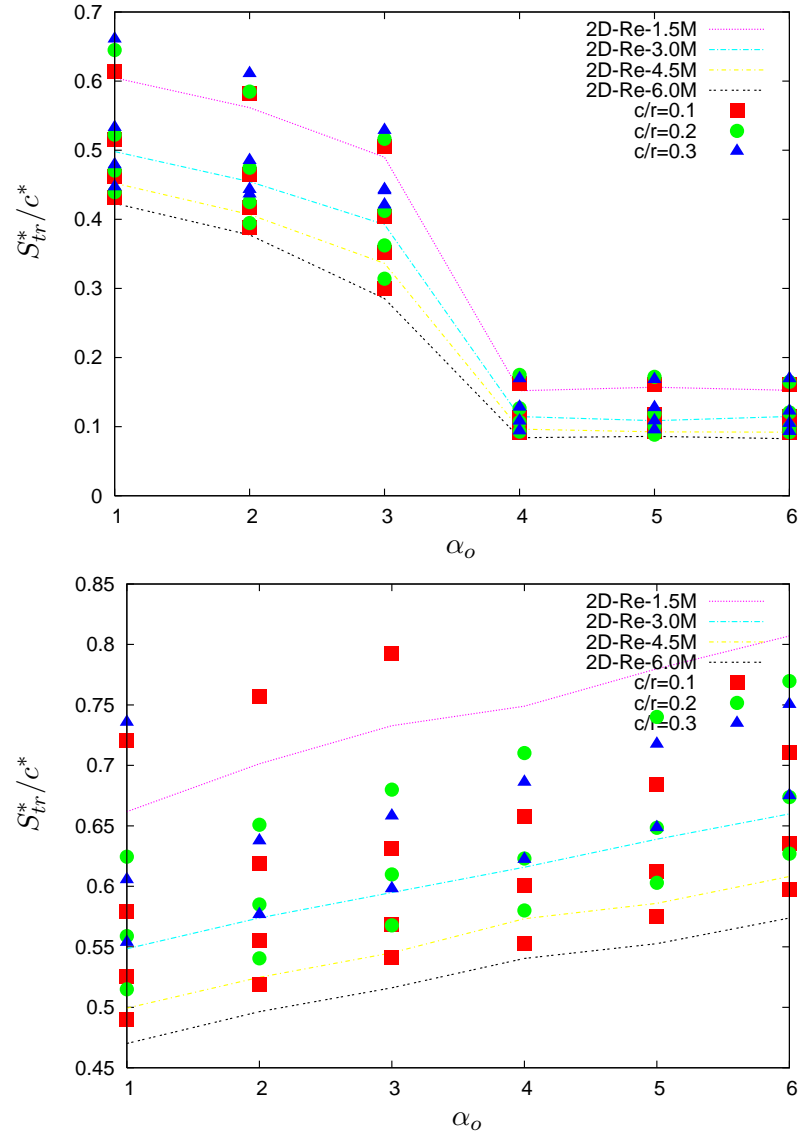 0.7
0.6
0.5
0.4
0.3
0.2
0.1
0
1 2 3 4 5 6
S*tr/c*
αo
2D-Re-1.5M
2D-Re-3.0M
2D-Re-4.5M
2D-Re-6.0M
c/r=0.1
c/r=0.2
c/r=0.3
0.85
0.8
0.75
0.7
0.65
0.6
0.55
0.5
0.45
1 2 3 4 5 6
S*tr/c*
αo
2D-Re-1.5M
2D-Re-3.0M
2D-Re-4.5M
2D-Re-6.0M
c/r=0.1
c/r=0.2
c/r=0.3